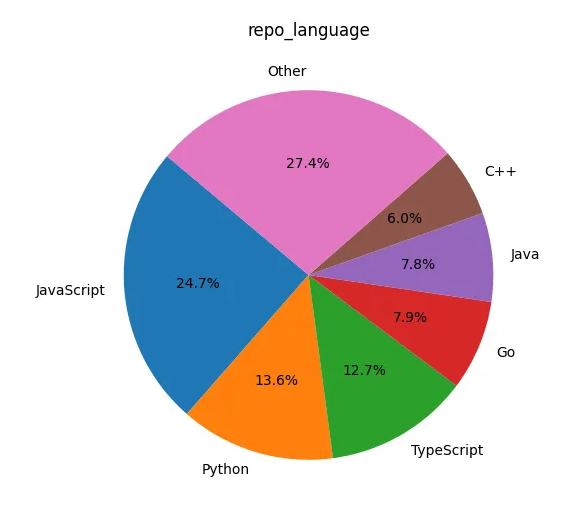 repo_language
Other
27.4%
C++
6.0%
Java
7.8%
JavaScript
24.7%
Go
7.9%
Python
13.6%
TypeScript
12.7%